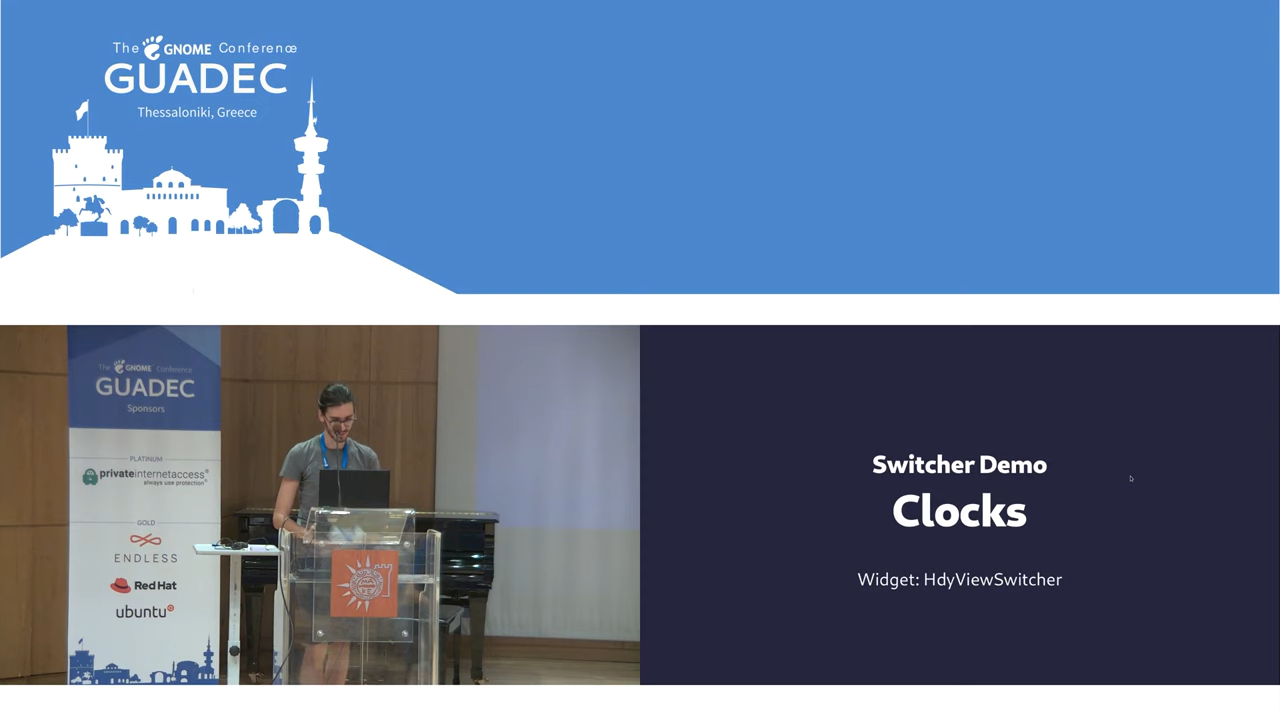 The GNOME Conference
GUADEC
Thessaloniki, Greece
The GNOME Conference
GUADEC
Sponsors
PLATINUM
privateinternetaccess®
always use protection®
GOLD
ENDLESS
Red Hat
ubuntu
Switcher Demo
Clocks
Widget: HdyViewSwitcher